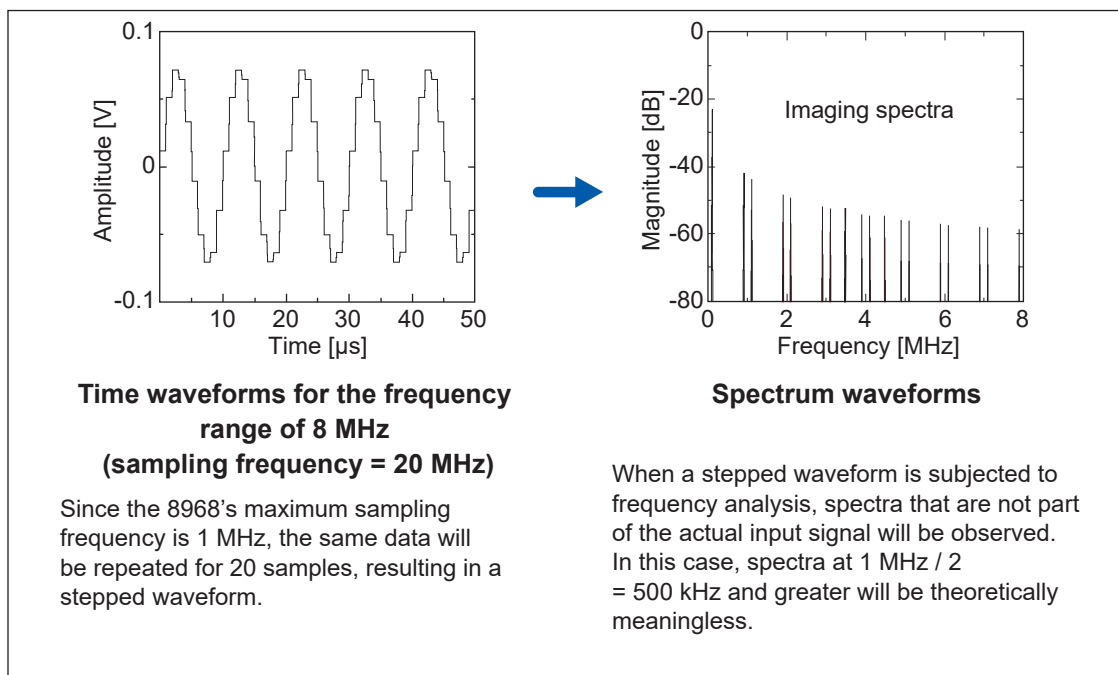 0.1
0
-0.1
Amplitude [V]
0 10 20 30 40 50
Time [µs]
0
-20
-40
-60
-80
Magnitude [dB]
Imaging spectra
0 2 4 6 8
Frequency [MHz]
Time waveforms for the frequency
range of 8 MHz
(sampling frequency = 20 MHz)
Since the 8968’s maximum sampling
frequency is 1 MHz, the same data will
be repeated for 20 samples, resulting in a
stepped waveform.
Spectrum waveforms
When a stepped waveform is subjected to
frequency analysis, spectra that are not part
of the actual input signal will be observed.
In this case, spectra at 1 MHz / 2
= 500 kHz and greater will be theoretically
meaningless.